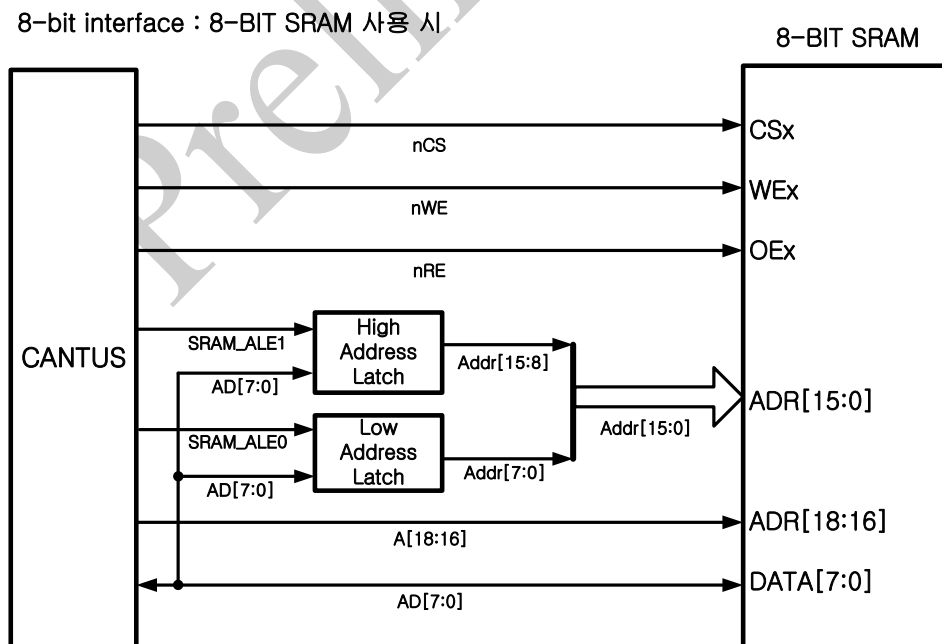 8-bit interface : 8-BIT SRAM 사용 시
8-BIT SRAM
CANTUS
nCS
CSx
nWE
WEx
nRE
OEx
SRAM_ALE1
AD[7:0]
High
Address
Latch
Addr[15:8]
SRAM_ALE0
AD[7:0]
Low
Address
Latch
Addr[7:0]
Addr[15:0]
ADR[15:0]
A[18:16]
ADR[18:16]
AD[7:0]
DATA[7:0]